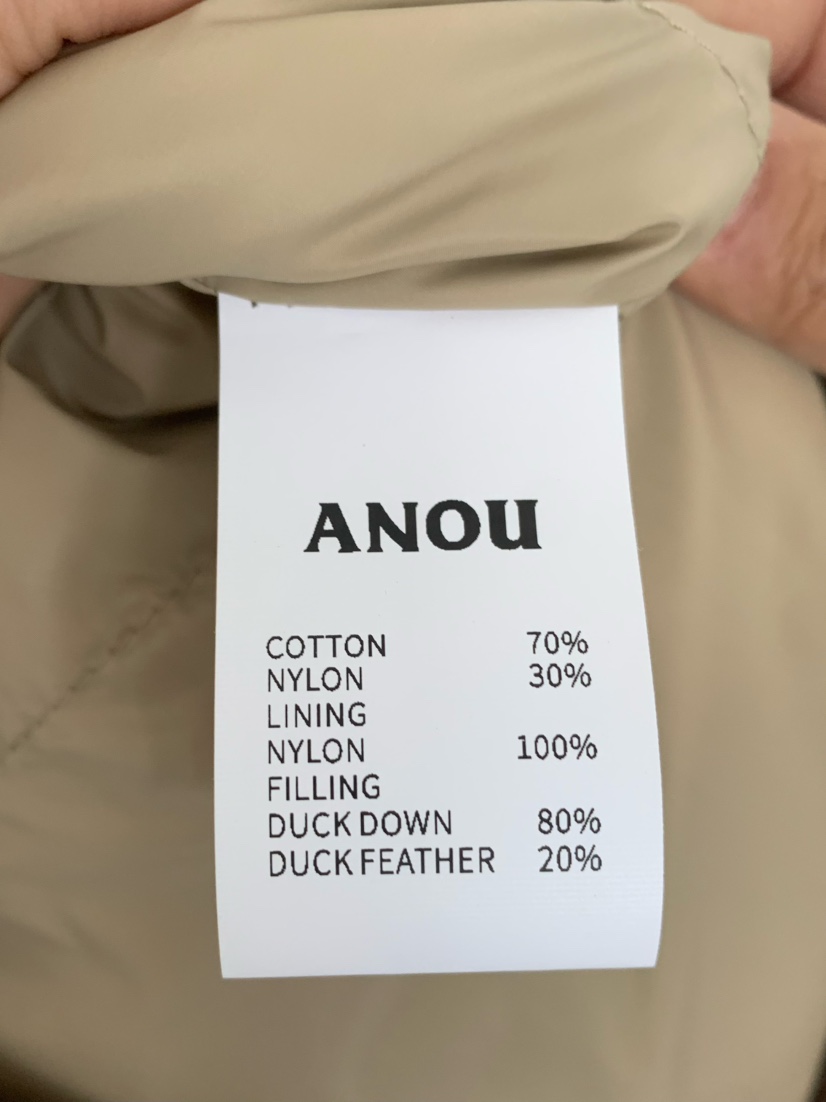 ANOU
COTTON 70%
NYLON 30%
LINING
NYLON 100%
FILLING
DUCK DOWN 80%
DUCK FEATHER 20%